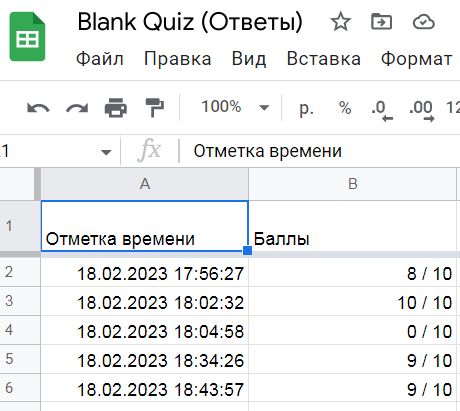 Blank Quiz (Ответы)
Файл Правка Вид Вставка Формат
100% р. % .0 .00 12
1 fx Отметка времени
A B
1 Отметка времени Баллы
2 18.02.2023 17:56:27 8 / 10
3 18.02.2023 18:02:32 10 / 10
4 18.02.2023 18:04:58 0 / 10
5 18.02.2023 18:34:26 9 / 10
6 18.02.2023 18:43:57 9 / 10